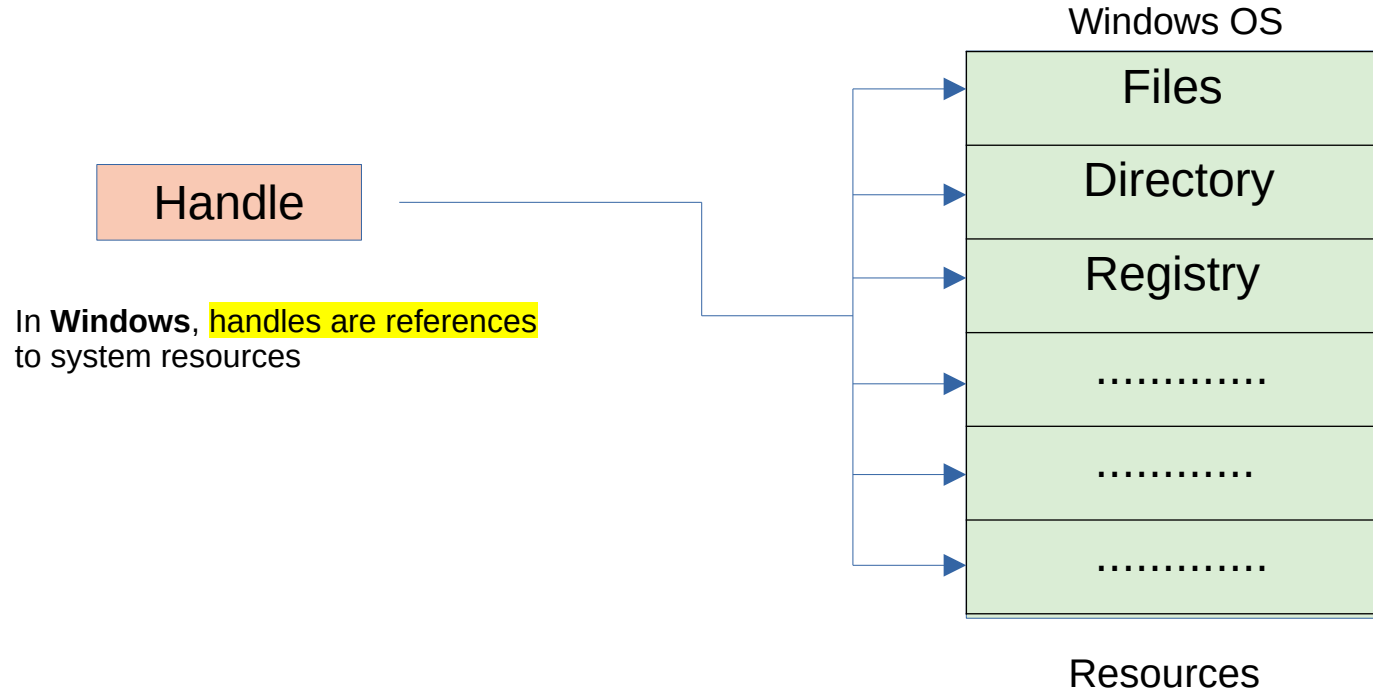 Windows OS
Files
Directory
Handle
Registry
In Windows, handles are references
to system resources
.............
............
.............
Resources